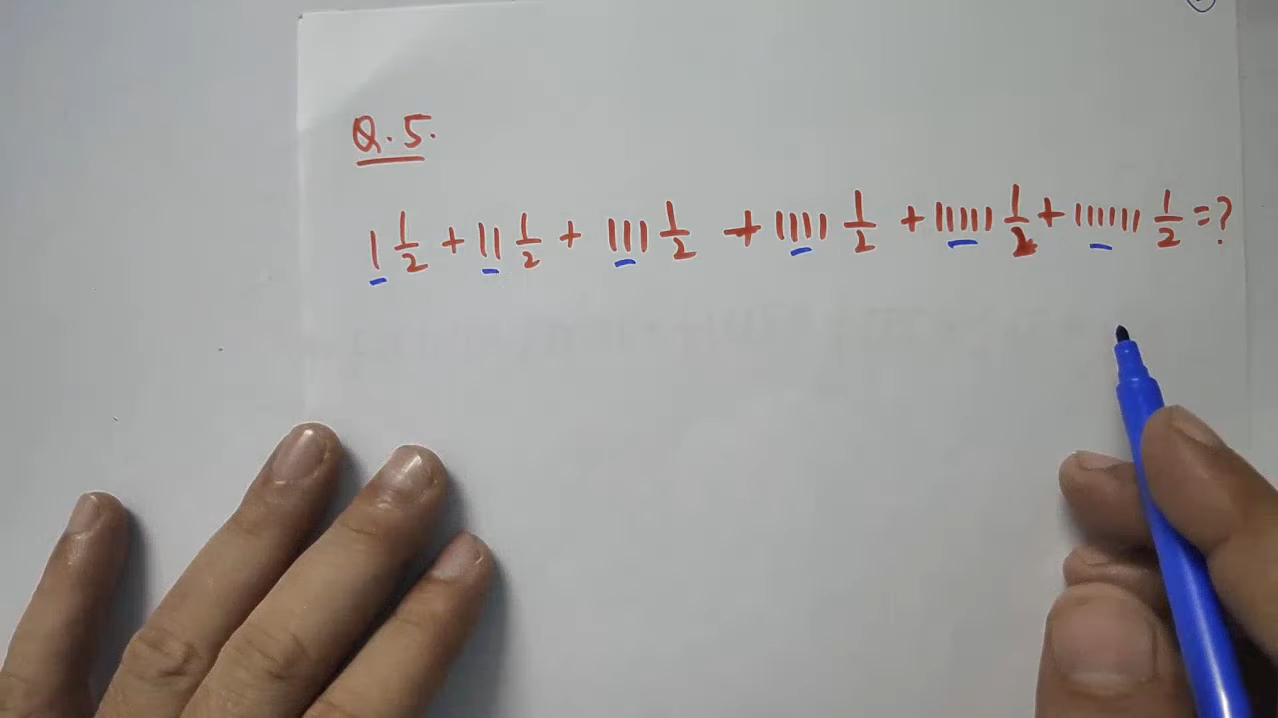 Q. 5.
1 1/2 + 11 1/2 + 111 1/2 + 1111 1/2 + 11111 1/2 + 111111 1/2 = ?